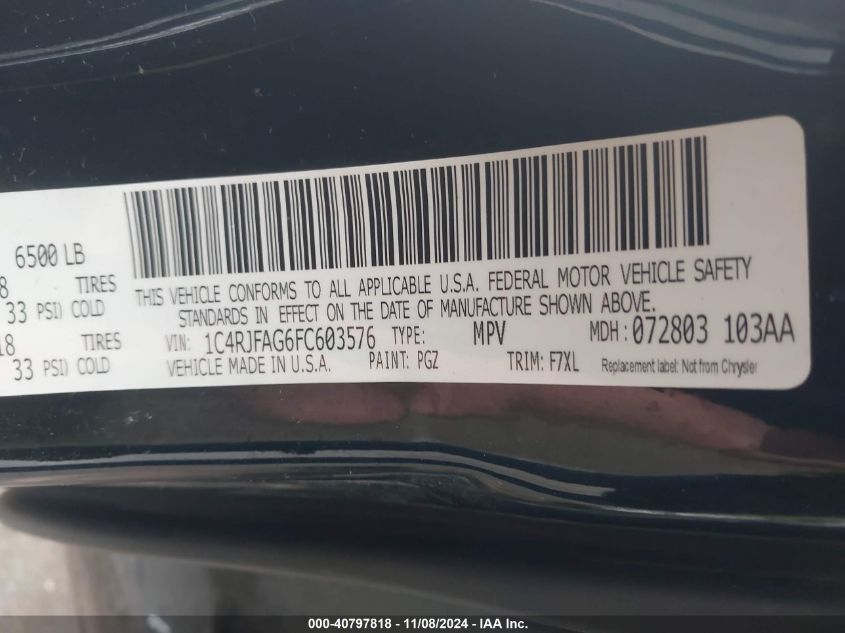 6500 LB
8 TIRES
33 PSI) COLD
18 TIRES
33 PSI) COLD
THIS VEHICLE CONFORMS TO ALL APPLICABLE U.S.A. FEDERAL MOTOR VEHICLE SAFETY
STANDARDS IN EFFECT ON THE DATE OF MANUFACTURE SHOWN ABOVE.
VIN: 1C4RJFAG6FC603576 TYPE: MPV MDH: 072803 103AA
VEHICLE MADE IN U.S.A. PAINT: PGZ TRIM: F7XL Replacement label: Not from Chrysler
000-40797818 - 11/08/2024 - IAA Inc.